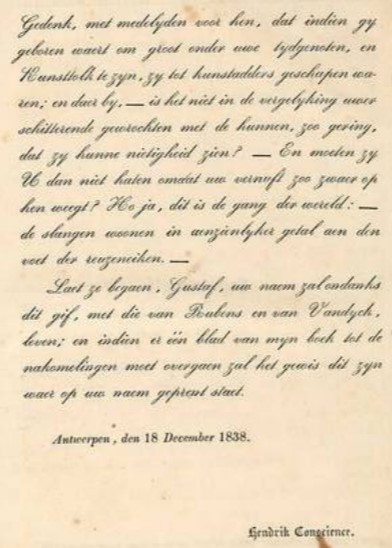 Gedenk, met medelyden voor hen, dat indien gy
geboren waert om groot onder uwe tydgenoten, en
Kunsttolk te zyn, zy tot kunstadders geschapen wa-
ren; en daer by, — is het niet in de vergelyking uwer
schitterende gewrochten met de hunnen, zoo gering,
dat zy hunne nietigheid zien? — En moeten zy
U dan niet haten omdat uw vernuft zoo zwaer op
hen weegt? Ho ja, dit is de gang der wereld: —
de slangen woonen in aenzienlyker getal aen den
voet der reuzeneiken. —
Laet ze begaen, Gustaf, uw naem zal ondanks
dit gif, met die van Rubens en van Vandyck,
leven; en indien er één blad van myn boek tot de
nakomelingen moet overgaen zal het gewis dit zyn
waer op uw naem geprent staet.
Antwerpen, den 18 December 1838.
Hendrik Conscience.